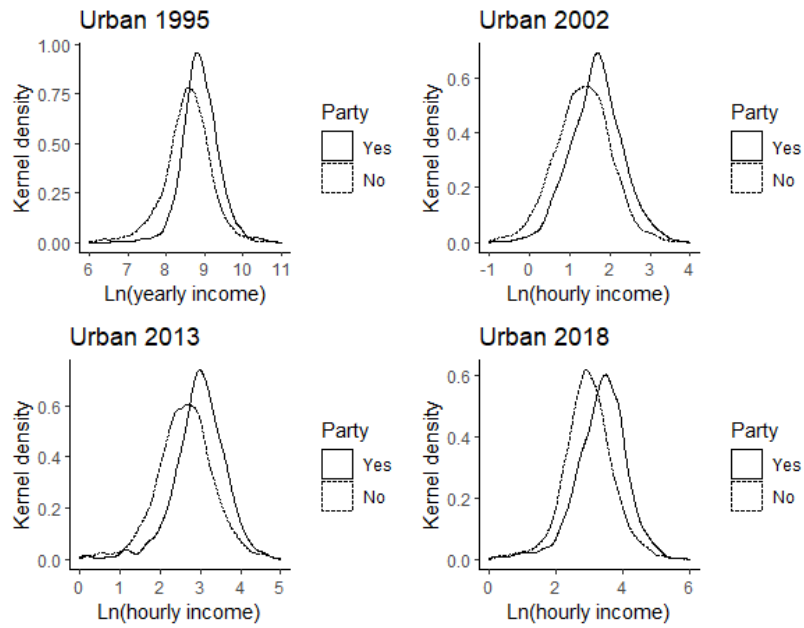 Urban 1995
Kernel density
1.00
0.75
0.50
0.25
0.00
6 7 8 9 10 11
Ln(yearly income)
Party
Yes
No
Urban 2002
Kernel density
0.6
0.4
0.2
0.0
-1 0 1 2 3 4
Ln(hourly income)
Party
Yes
No
Urban 2013
Kernel density
0.6
0.4
0.2
0.0
0 1 2 3 4 5
Ln(hourly income)
Party
Yes
No
Urban 2018
Kernel density
0.6
0.4
0.2
0.0
0 2 4 6
Ln(hourly income)
Party
Yes
No